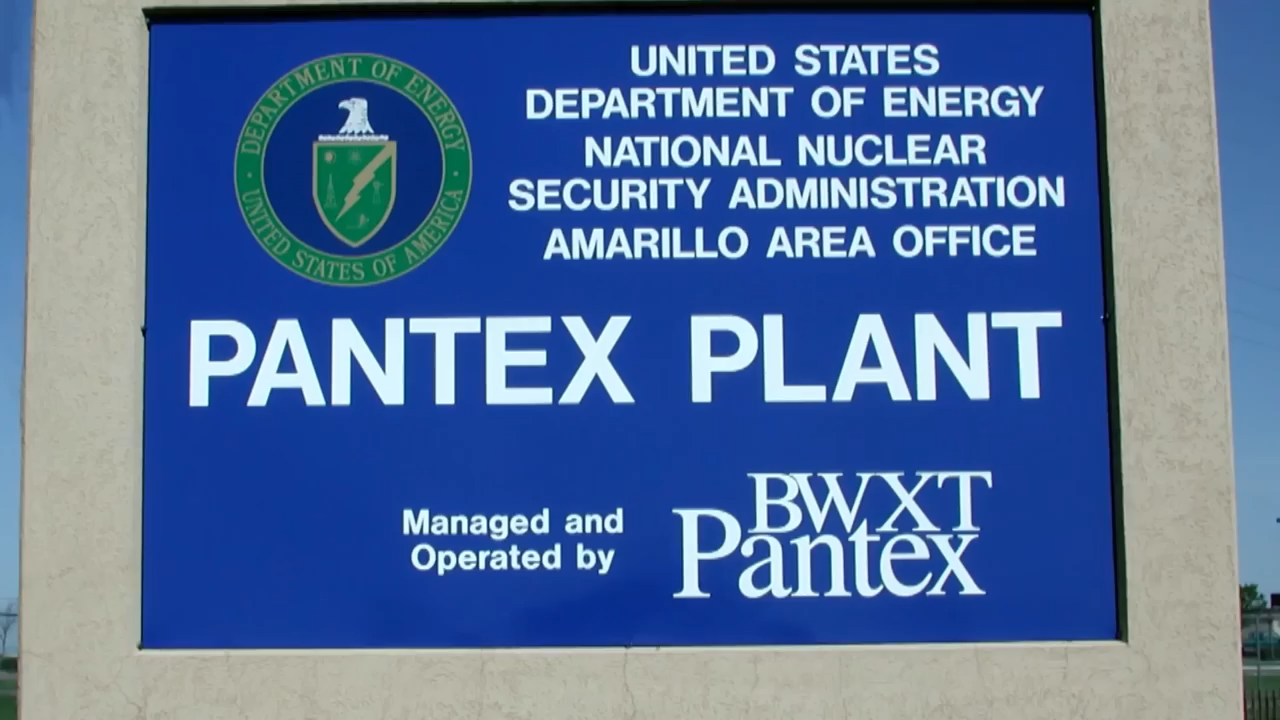 DEPARTMENT OF ENERGY
UNITED STATES OF AMERICA
UNITED STATES
DEPARTMENT OF ENERGY
NATIONAL NUCLEAR
SECURITY ADMINISTRATION
AMARILLO AREA OFFICE
PANTEX PLANT
Managed and
Operated by
BWXT
Pantex